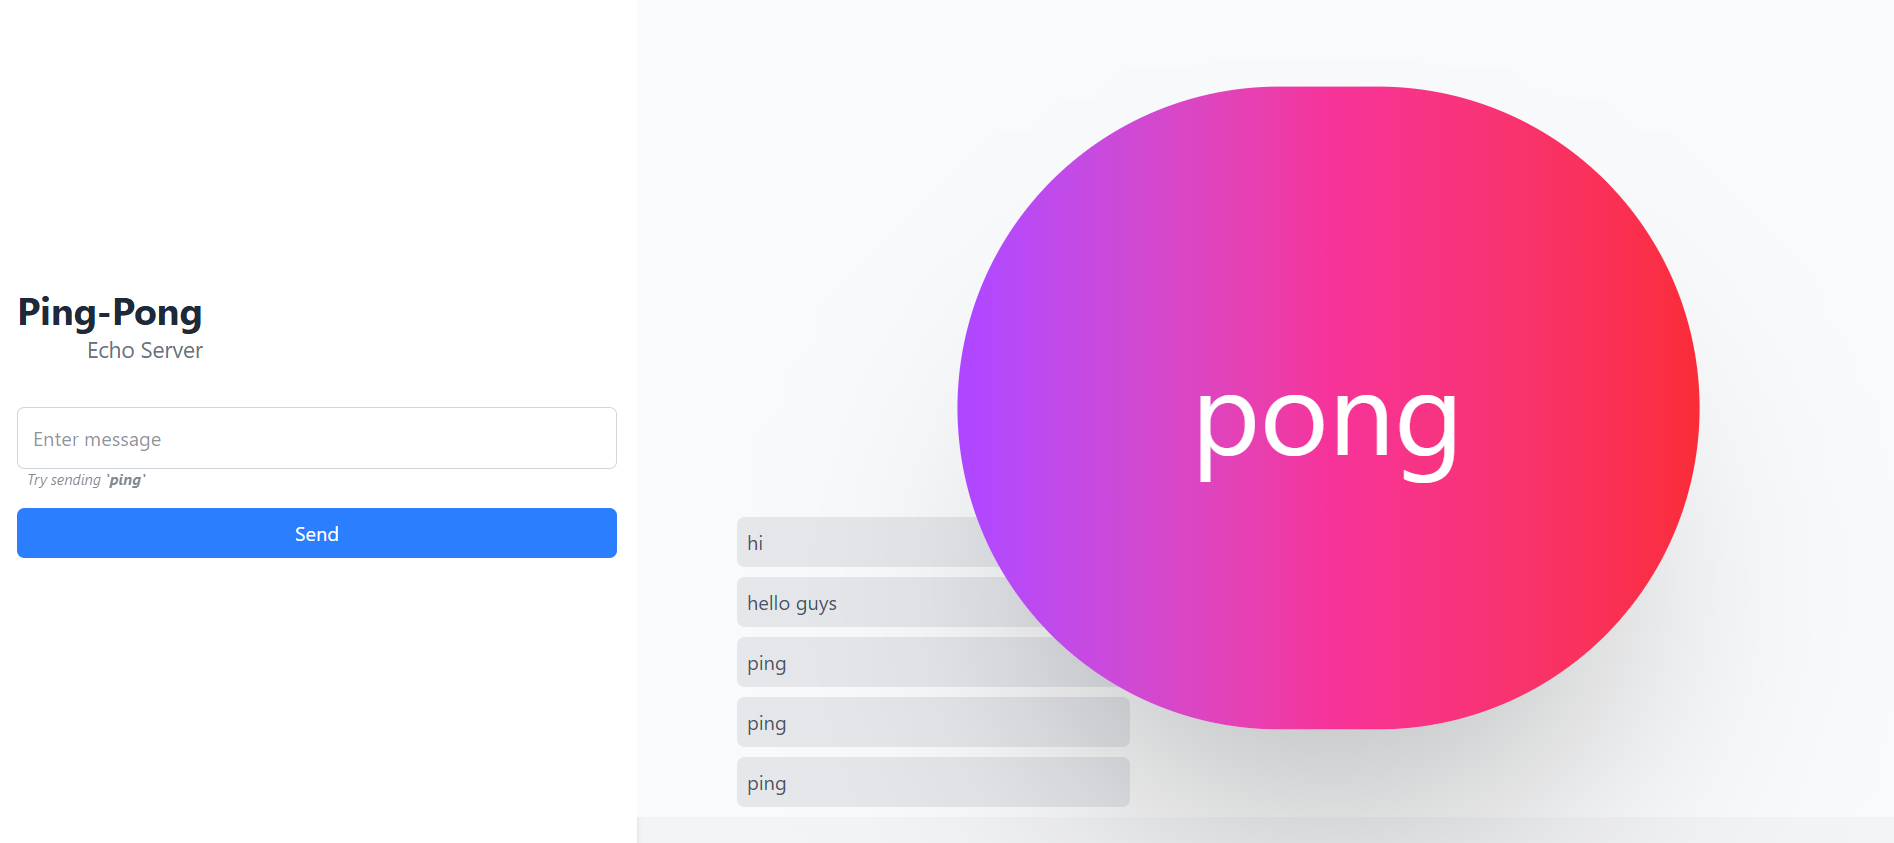 Ping-Pong
Echo Server
Enter message
Try sending `ping`
Send
pong
hi
hello guys
ping
ping
ping